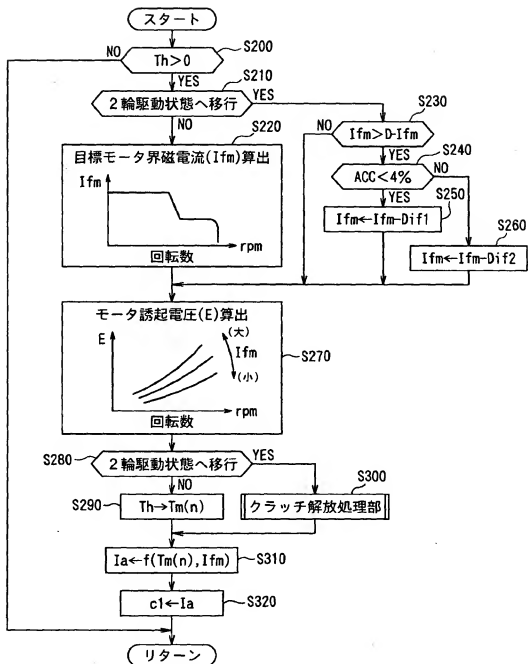 スタート
S200
NO
Th>0
YES
S210
2輪駆動状態へ移行
YES
NO
S220
目標モータ界磁電流(Ifm)算出
Ifm
rpm
回転数
S230
NO
Ifm>D-Ifm
YES
S240
ACC<4%
NO
YES
S250
Ifm←Ifm-Dif1
S260
Ifm←Ifm-Dif2
モータ誘起電圧(E)算出
E
(大)
Ifm
(小)
rpm
回転数
S270
S280
2輪駆動状態へ移行
YES
NO
S290
Th→Tm(n)
S300
クラッチ解放処理部
Ia←f(Tm(n),Ifm)
S310
c1←Ia
S320
リターン